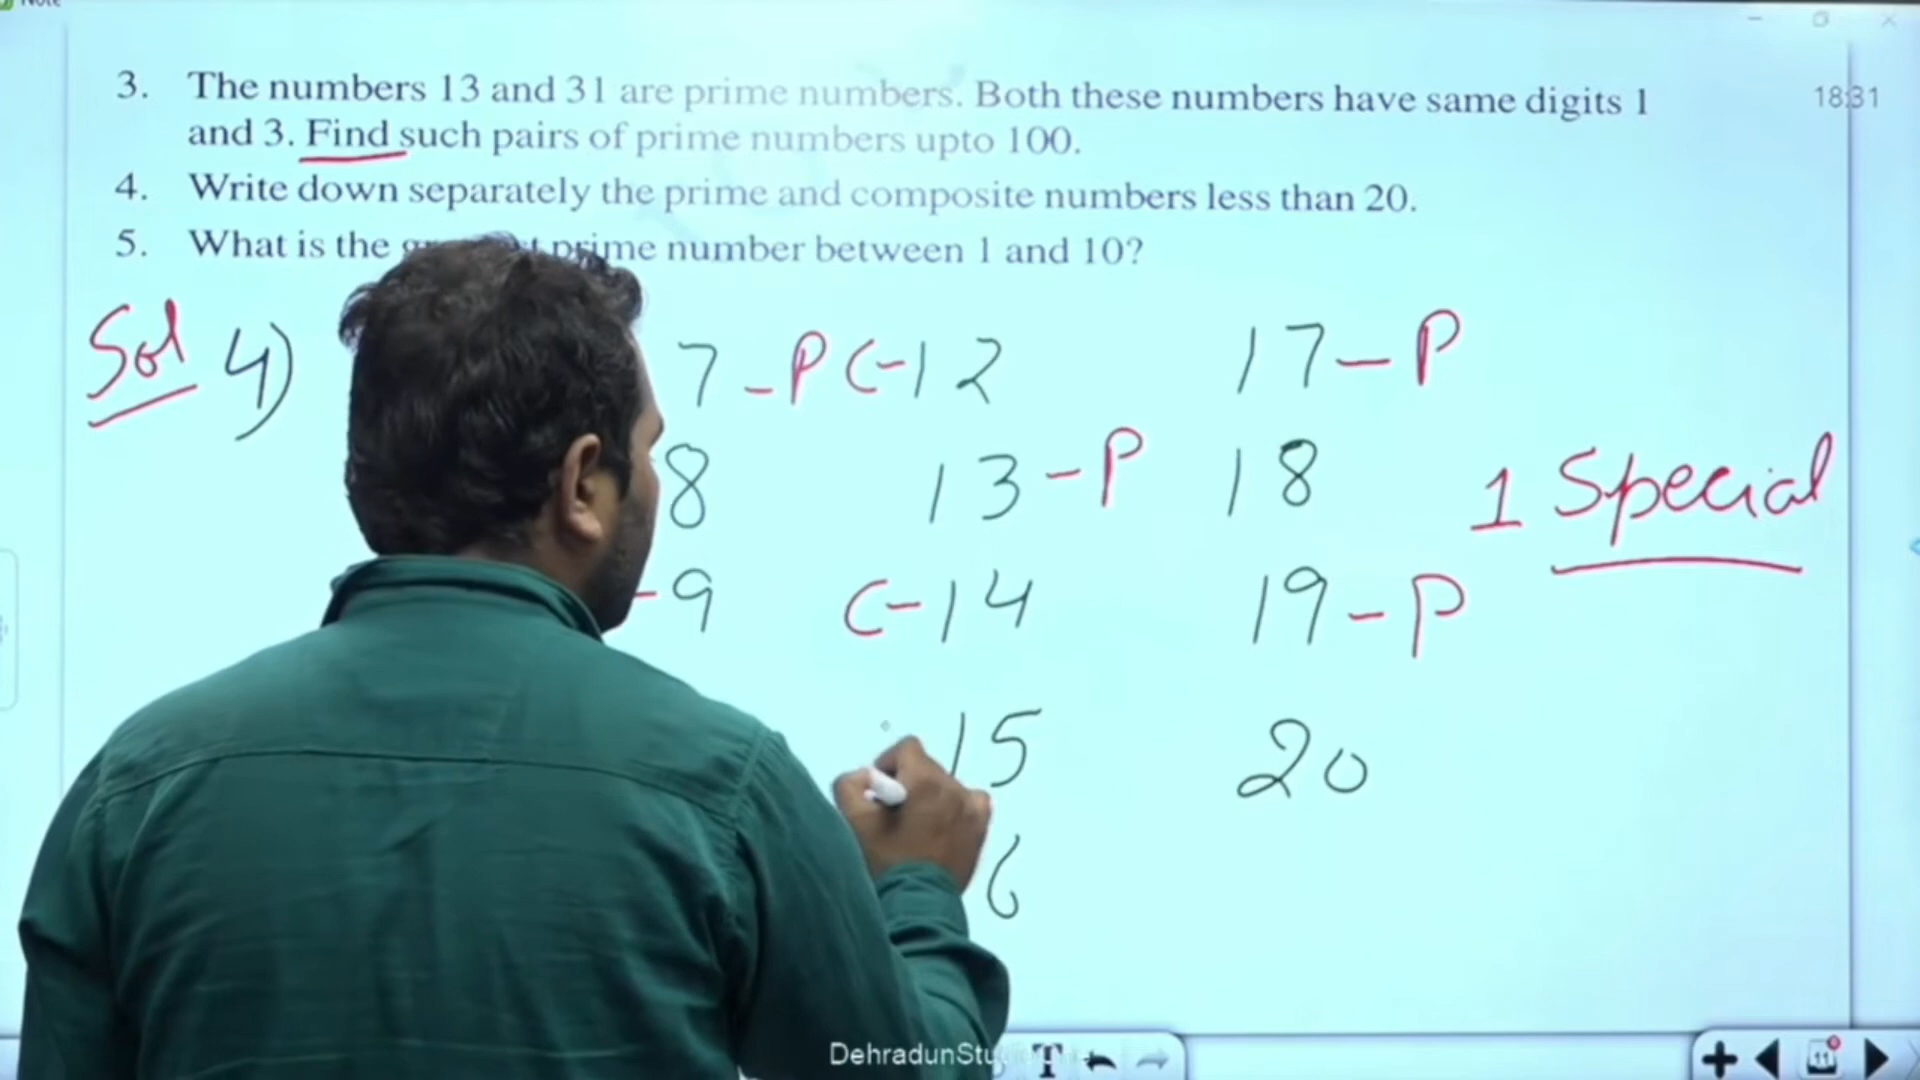 3. The numbers 13 and 31 are prime numbers. Both these numbers have same digits 1
and 3. Find such pairs of prime numbers upto 100.
18:31
4. Write down separately the prime and composite numbers less than 20.
5. What is the prime number between 1 and 10?
Sol 4)
7 - P C-12 17-P
8 13-P 18 1 Special
-9 C-14 19-P
15 20
6
DehradunStu
11